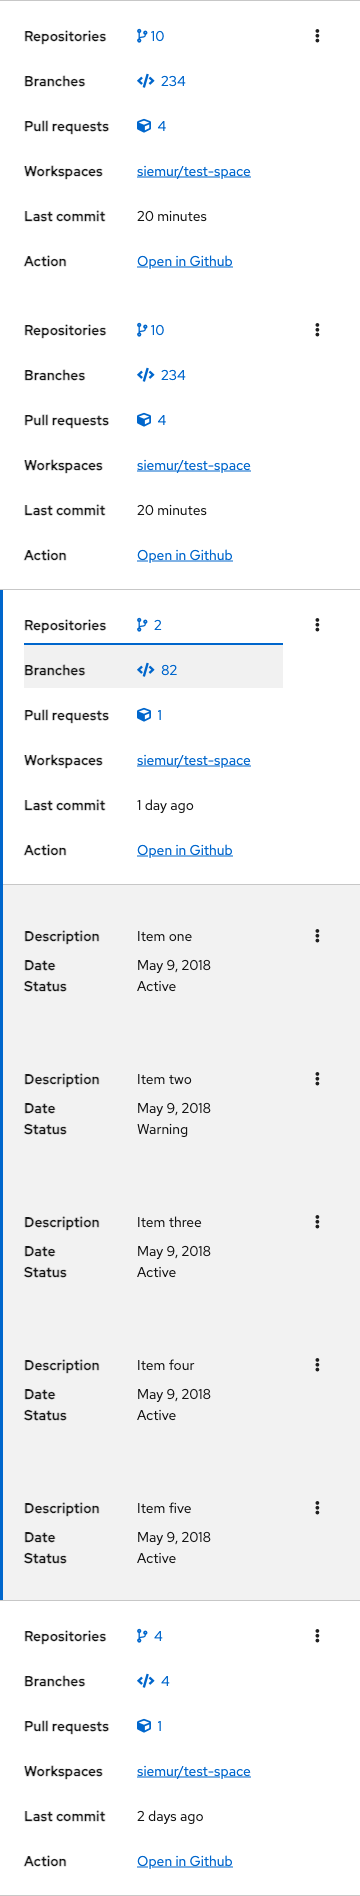 Repositories 10
Branches 234
Pull requests 4
Workspaces siemur/test-space
Last commit 20 minutes
Action Open in Github
Repositories 10
Branches 234
Pull requests 4
Workspaces siemur/test-space
Last commit 20 minutes
Action Open in Github
Repositories 2
Branches 82
Pull requests 1
Workspaces siemur/test-space
Last commit 1 day ago
Action Open in Github
Description Item one
Date May 9, 2018
Status Active
Description Item two
Date May 9, 2018
Status Warning
Description Item three
Date May 9, 2018
Status Active
Description Item four
Date May 9, 2018
Status Active
Description Item five
Date May 9, 2018
Status Active
Repositories 4
Branches 4
Pull requests 1
Workspaces siemur/test-space
Last commit 2 days ago
Action Open in Github